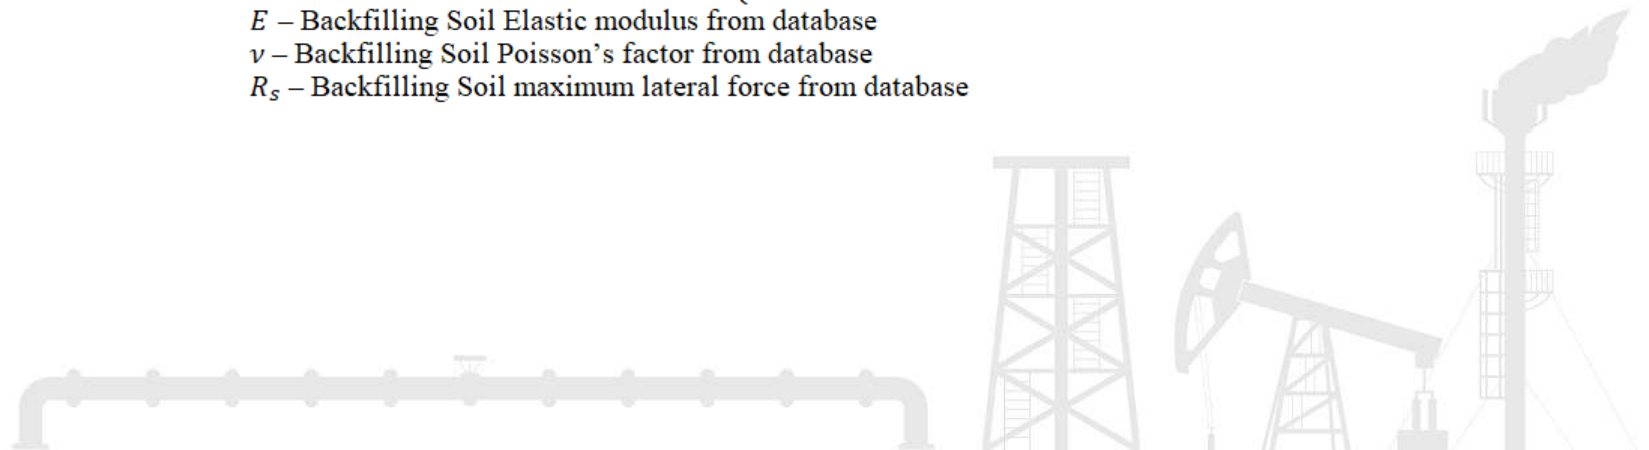 E – Backfilling Soil Elastic modulus from database
ν – Backfilling Soil Poisson’s factor from database
Rₛ – Backfilling Soil maximum lateral force from database